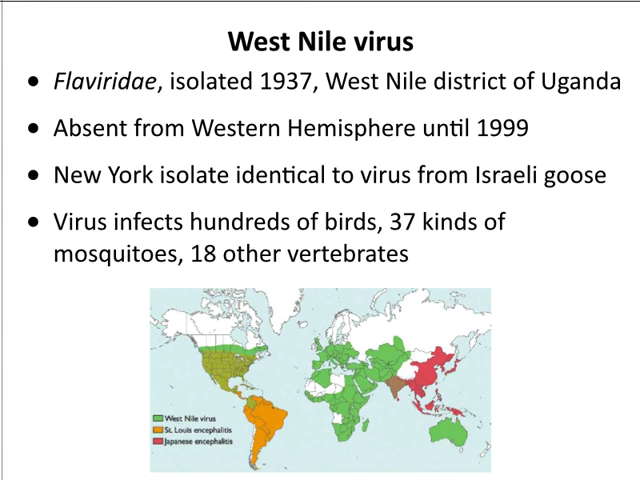 West Nile virus
● Flaviridae, isolated 1937, West Nile district of Uganda
● Absent from Western Hemisphere until 1999
● New York isolate identical to virus from Israeli goose
● Virus infects hundreds of birds, 37 kinds of
mosquitoes, 18 other vertebrates
West Nile virus
St. Louis encephalitis
Japanese encephalitis